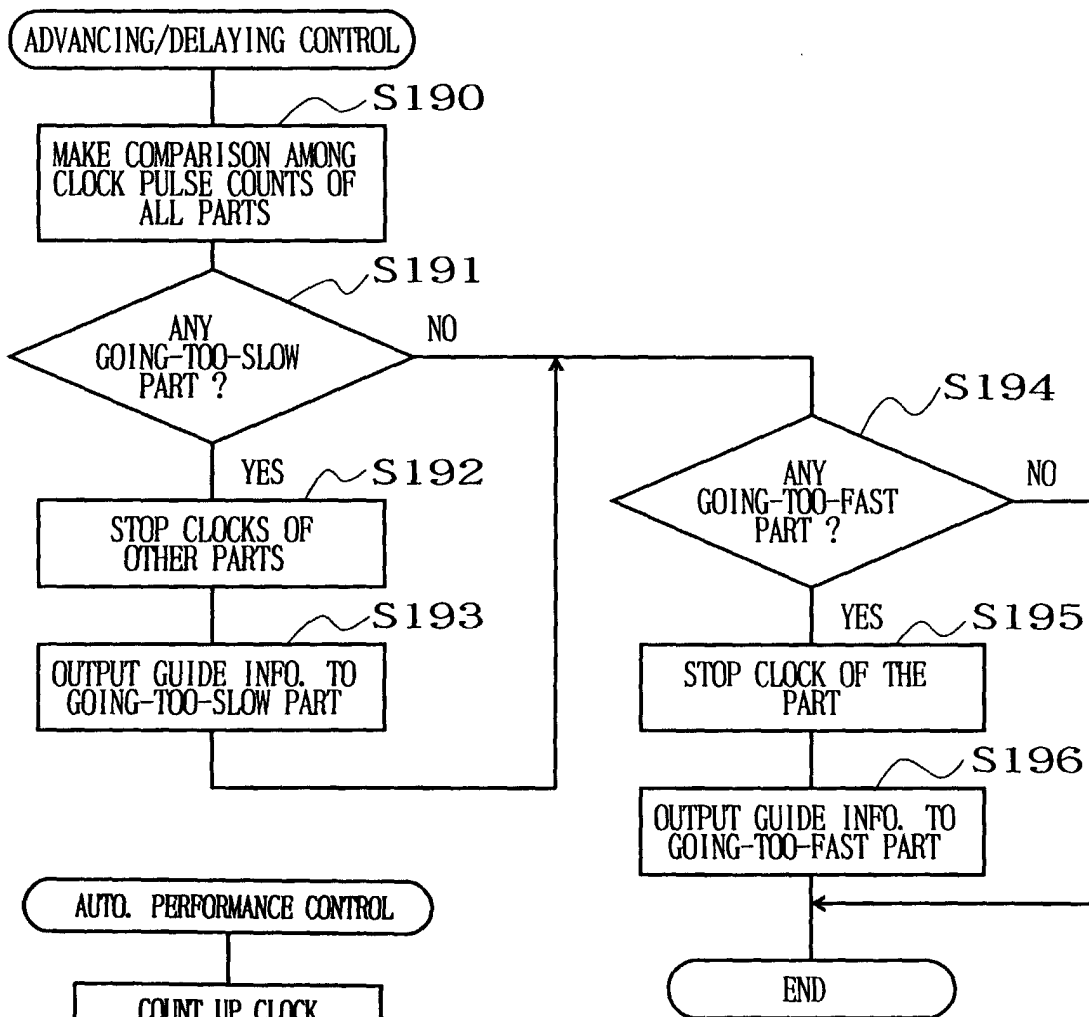 ADVANCING/DELAYING CONTROL
S190
MAKE COMPARISON AMONG
CLOCK PULSE COUNTS OF
ALL PARTS
S191
ANY
GOING-TOO-SLOW
PART ?
NO
YES
S192
STOP CLOCKS OF
OTHER PARTS
S193
OUTPUT GUIDE INFO. TO
GOING-TOO-SLOW PART
S194
ANY
GOING-TOO-FAST
PART ?
NO
YES
S195
STOP CLOCK OF THE
PART
S196
OUTPUT GUIDE INFO. TO
GOING-TOO-FAST PART
END
AUTO. PERFORMANCE CONTROL
COUNT UP CLOCK